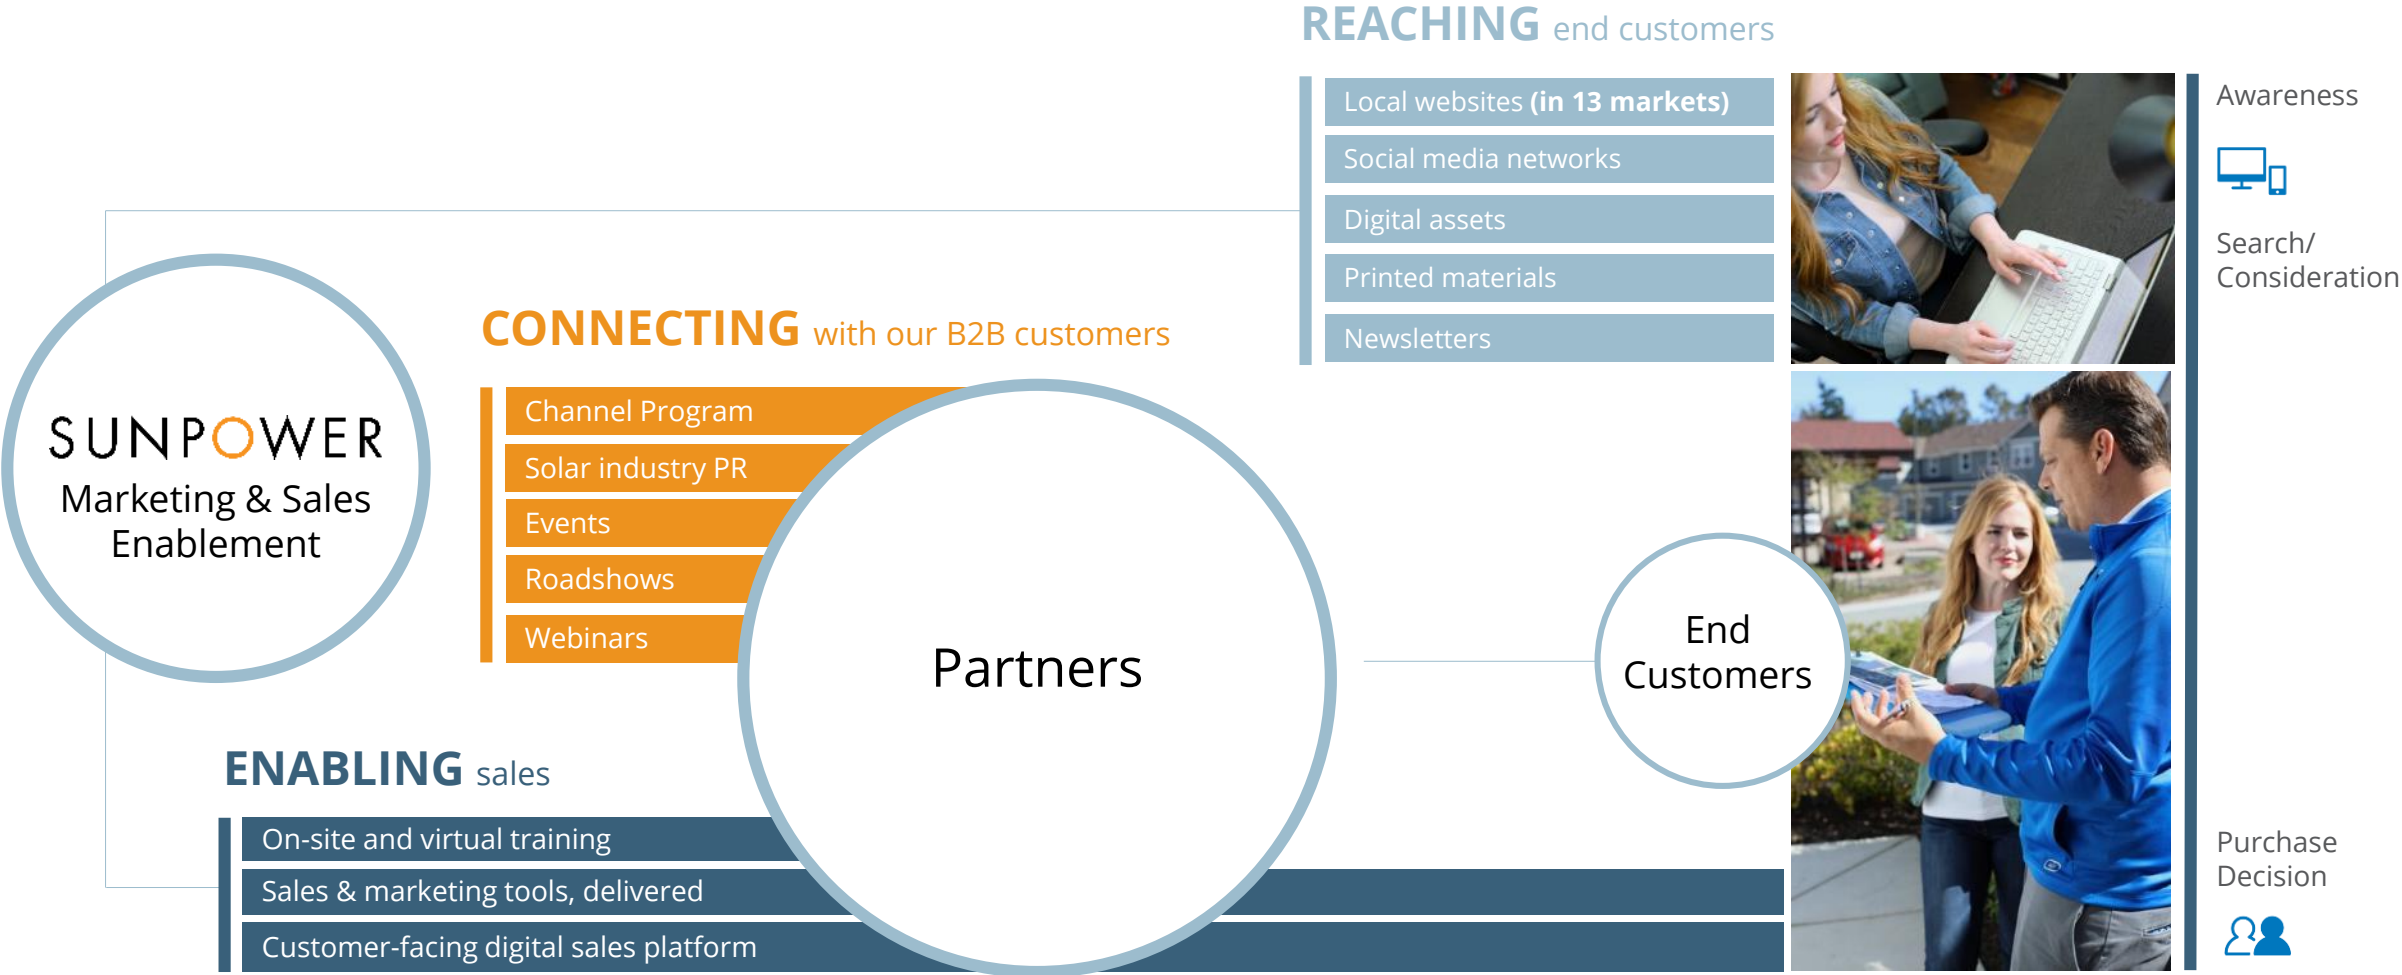 REACHING end customers
Local websites (in 13 markets)
Social media networks
Digital assets
Printed materials
Newsletters
Awareness
Search/
Consideration
Purchase
Decision
SUNPOWER
Marketing & Sales
Enablement
CONNECTING with our B2B customers
Channel Program
Solar industry PR
Events
Roadshows
Webinars
Partners
End
Customers
ENABLING sales
On-site and virtual training
Sales & marketing tools, delivered
Customer-facing digital sales platform